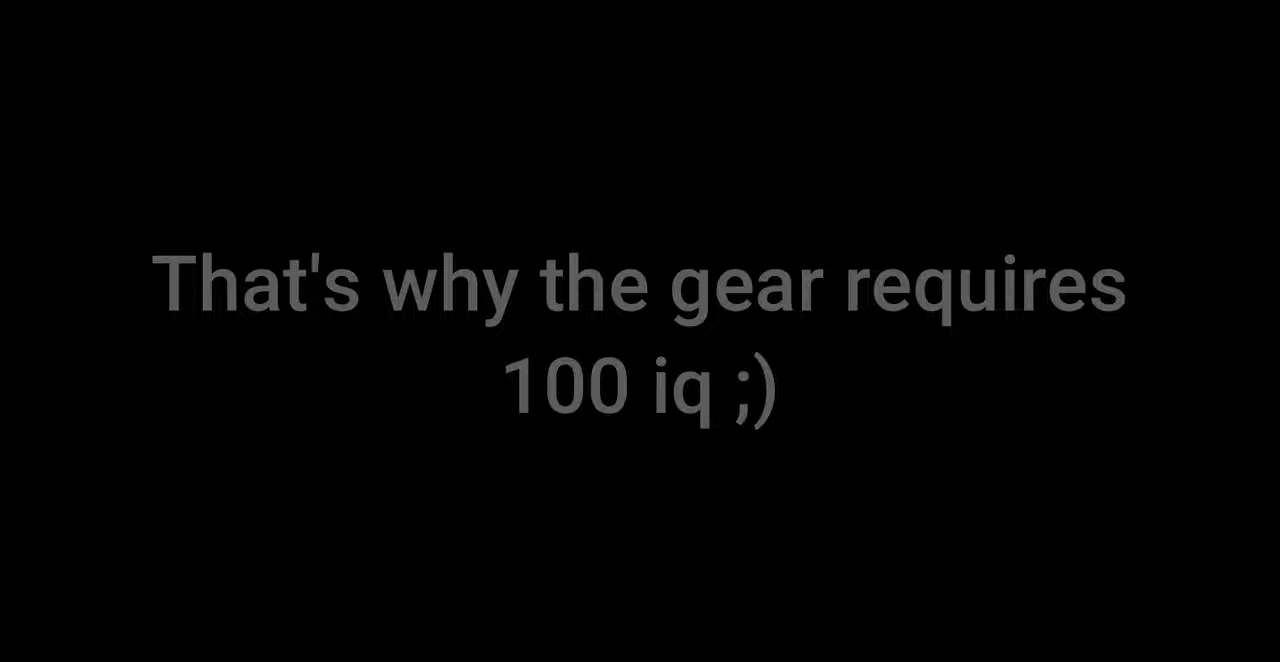 That's why the gear requires
100 iq ;)